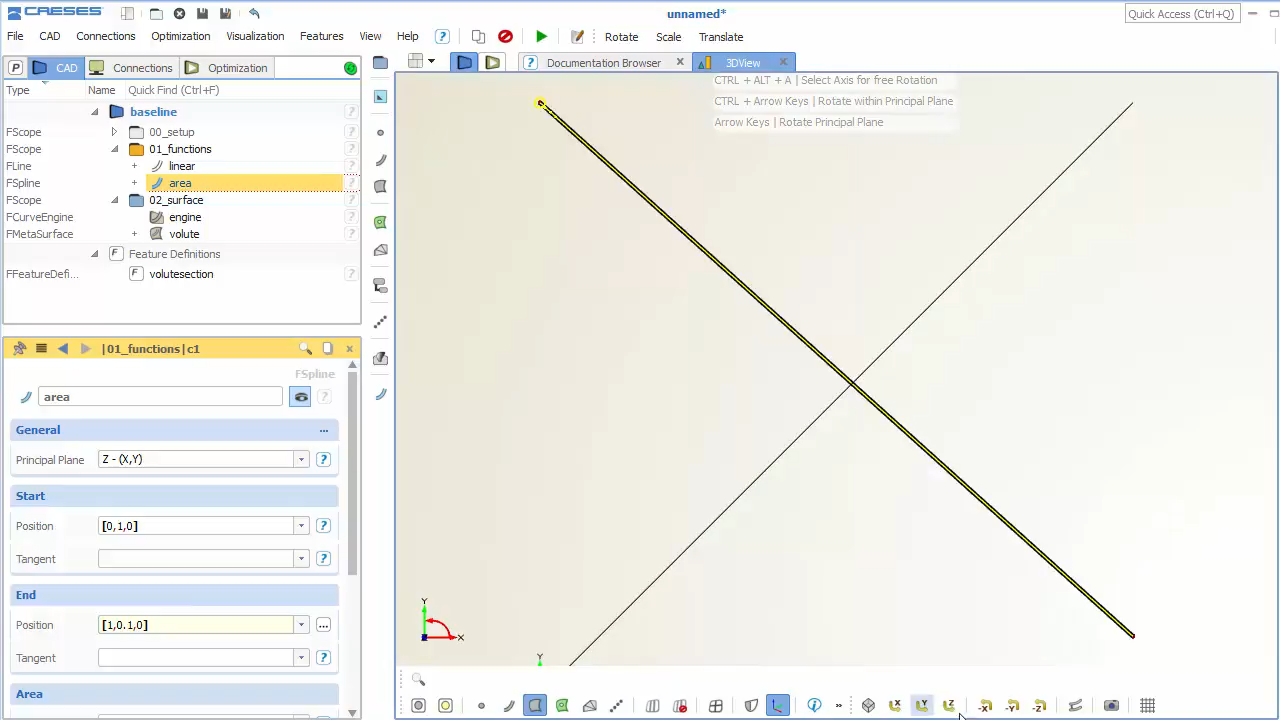 CAESES
unnamed*
Quick Access (Ctrl+Q)
File CAD Connections Optimization Visualization Features View Help ? Rotate Scale Translate
P CAD Connections Optimization
? Documentation Browser x 3DView x
Type Name Quick Find (Ctrl+F)
baseline ?
FScope 00_setup ?
FScope 01_functions ?
FLine + linear ?
FSpline + area ?
FScope 02_surface ?
FCurveEngine engine ?
FMetaSurface + volute ?
F Feature Definitions ?
FFeatureDefi... F volutesection ?
CTRL + ALT + A | Select Axis for free Rotation
CTRL + Arrow Keys | Rotate within Principal Plane
Arrow Keys | Rotate Principal Plane
|01_functions|c1
FSpline
area ?
General ...
Principal Plane Z - (X,Y) ?
Start
Position [0,1,0] ?
Tangent ?
End
Position [1,0.1,0] ...
Tangent ?
Area
Y
X
Y
X Y Z -X -Y -Z